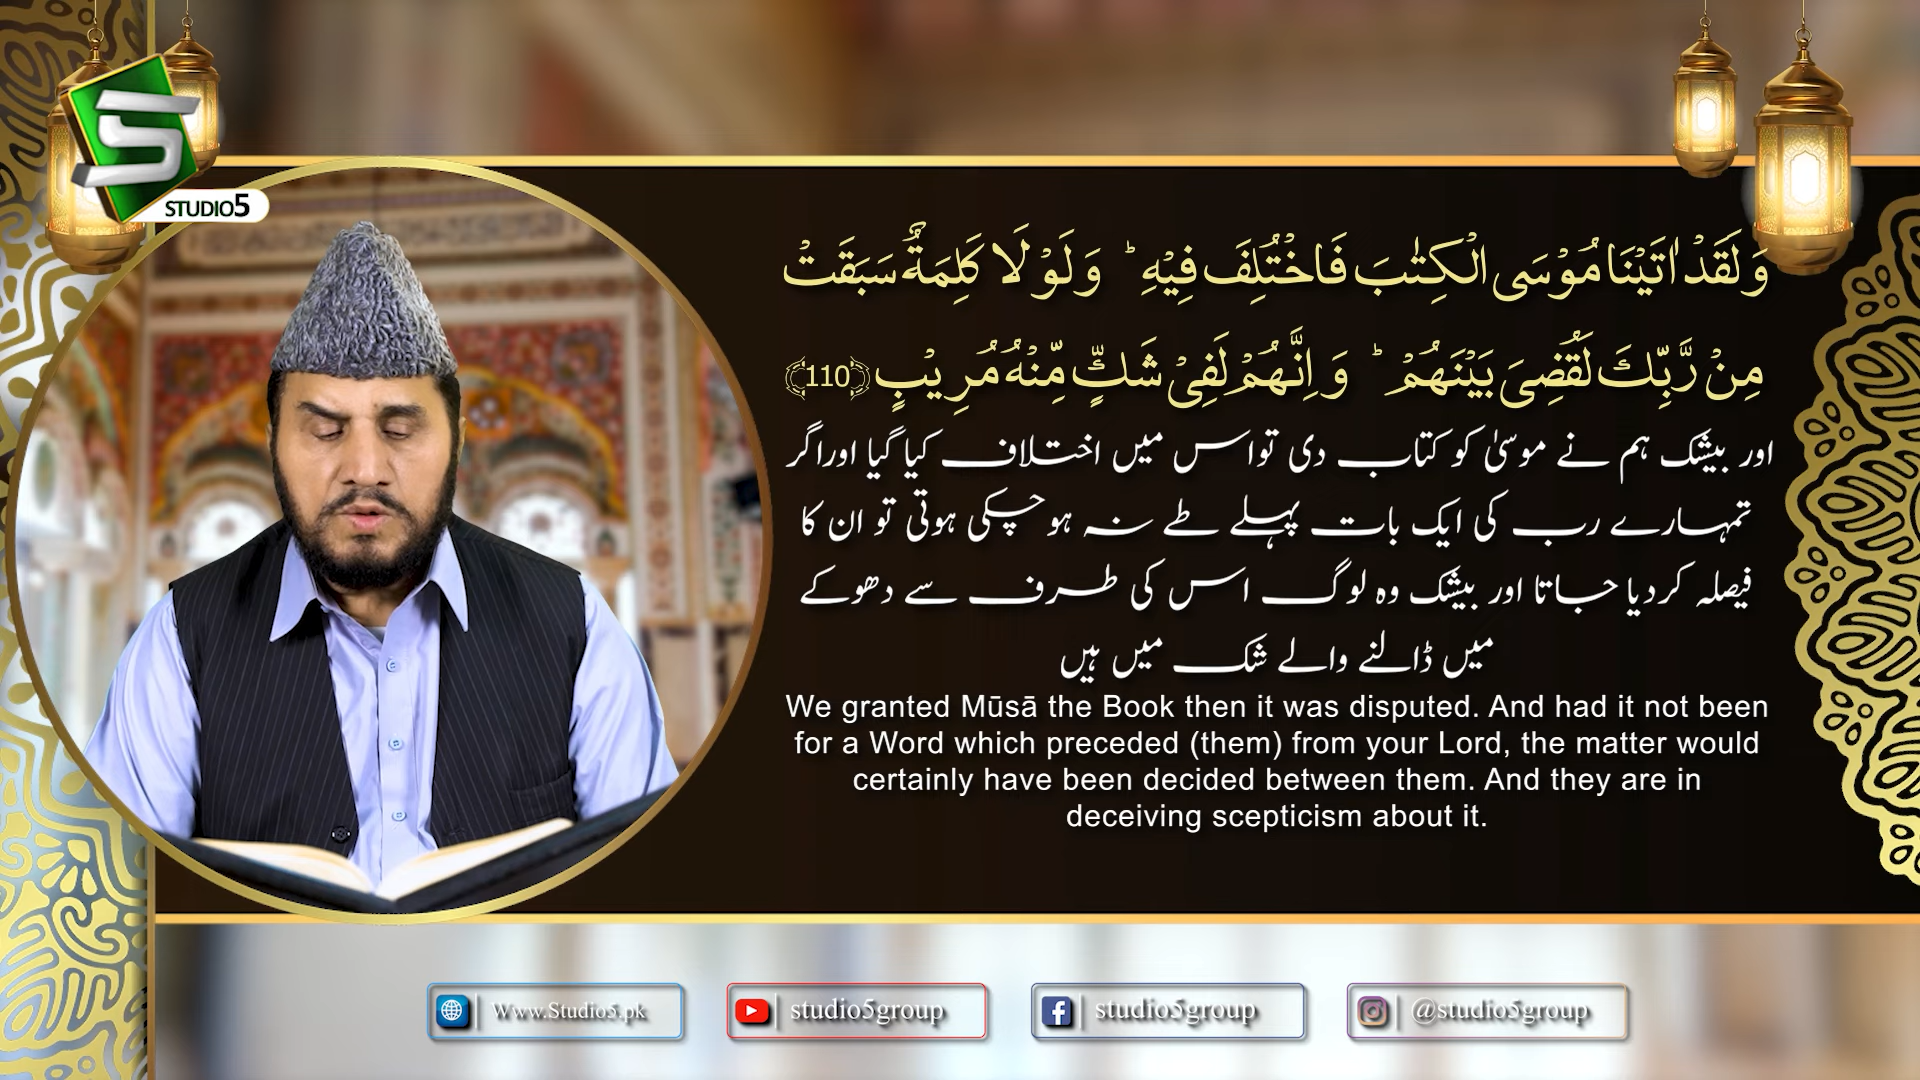 STUDIO5
وَ لَقَدْ اٰتَيْنَا مُوْسَى الْكِتٰبَ فَاخْتُلِفَ فِيْهِؕ وَ لَوْ لَا كَلِمَةٌ سَبَقَتْ
مِنْ رَّبِّكَ لَقُضِیَ بَيْنَهُمْؕ وَ اِنَّهُمْ لَفِیْ شَكٍّ مِّنْهُ مُرِيْبٍ ﴿110﴾
اور بیشک ہم نے موسیٰ کو کتاب دی تواس میں اختلاف کیا گیا اوراگر
تمہارے رب کی ایک بات پہلے طے نہ ہوچکی ہوتی تو ان کا
فیصلہ کردیا جاتا اور بیشک وہ لوگ اس کی طرف سے دھوکے
میں ڈالنے والے شک میں ہیں
We granted Mūsā the Book then it was disputed. And had it not been
for a Word which preceded (them) from your Lord, the matter would
certainly have been decided between them. And they are in
deceiving scepticism about it.
Www.Studio5.pk
studio5group
studio5group
@studio5group